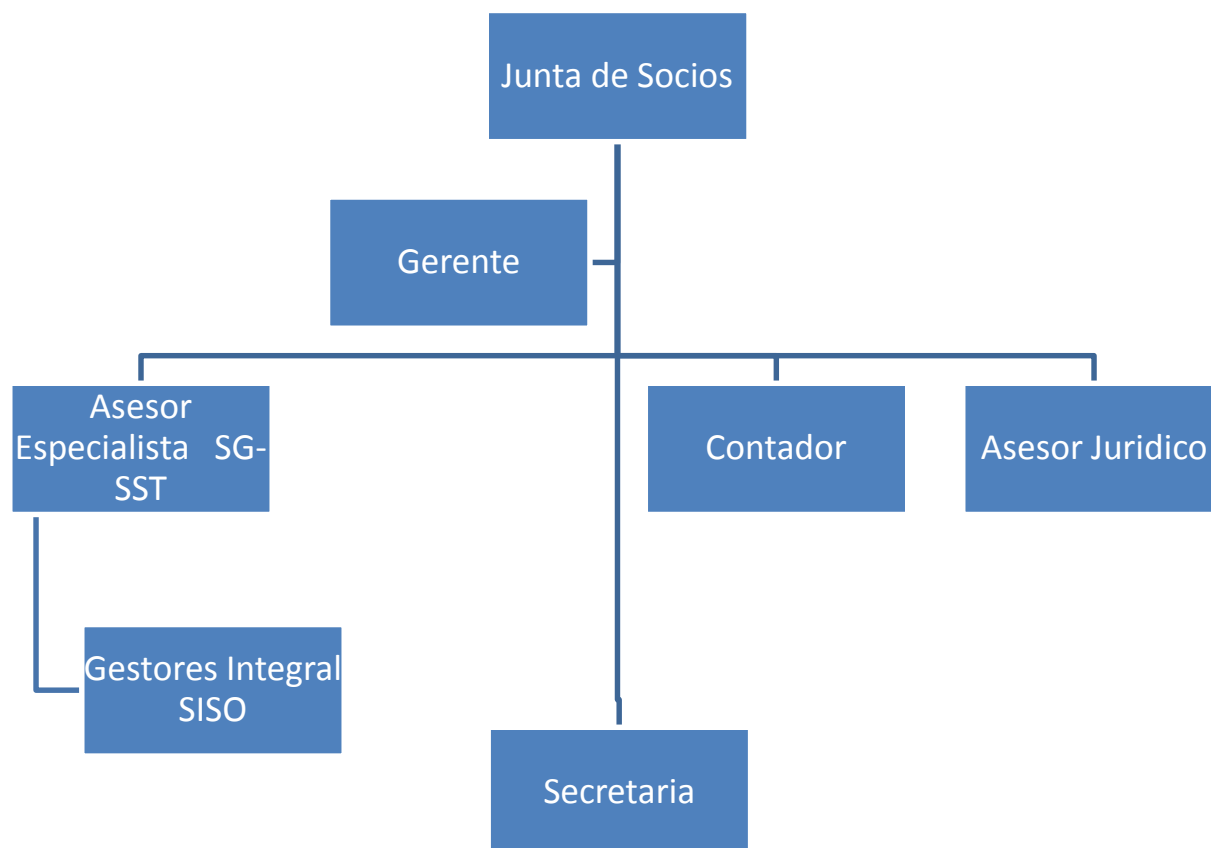 Junta de Socios
Gerente
Asesor
Especialista SG-
SST
Contador
Asesor Juridico
Gestores Integral
SISO
Secretaria